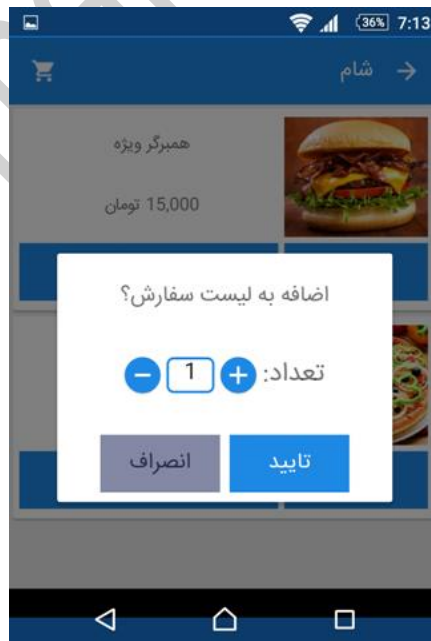 36% 7:13
شام
همبرگر ویژه
15,000 تومان
اضافه به لیست سفارش؟
تعداد: 1
تایید انصراف